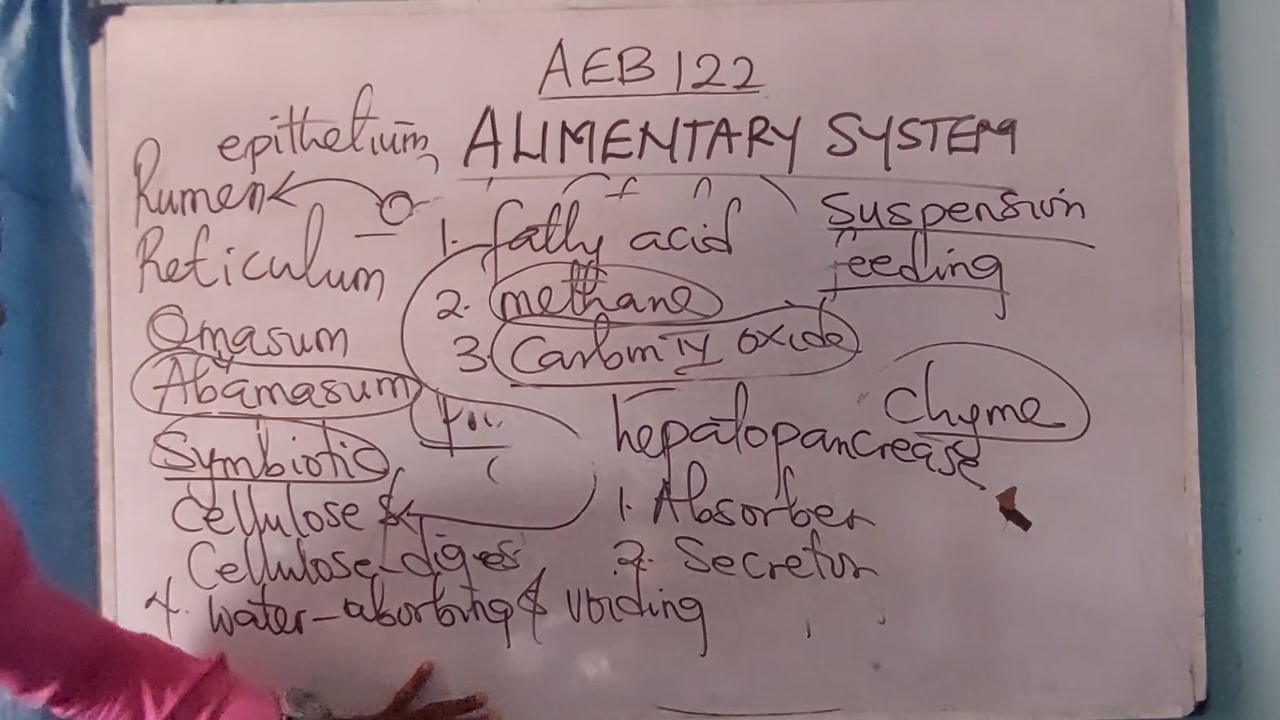 AEB 122
ALIMENTARY SYSTEM
epithelium,
Rumen
Reticulum
Omasum
Abamasum
Symbiotic
Cellulose &
Cellulose-diges
4. Water-aborbing & Voiding
1. fatty acid
2. methane
3. Carbon IV oxide
Suspension
feeding
Chyme
hepatopancrease
1. Absorber
2. Secretor